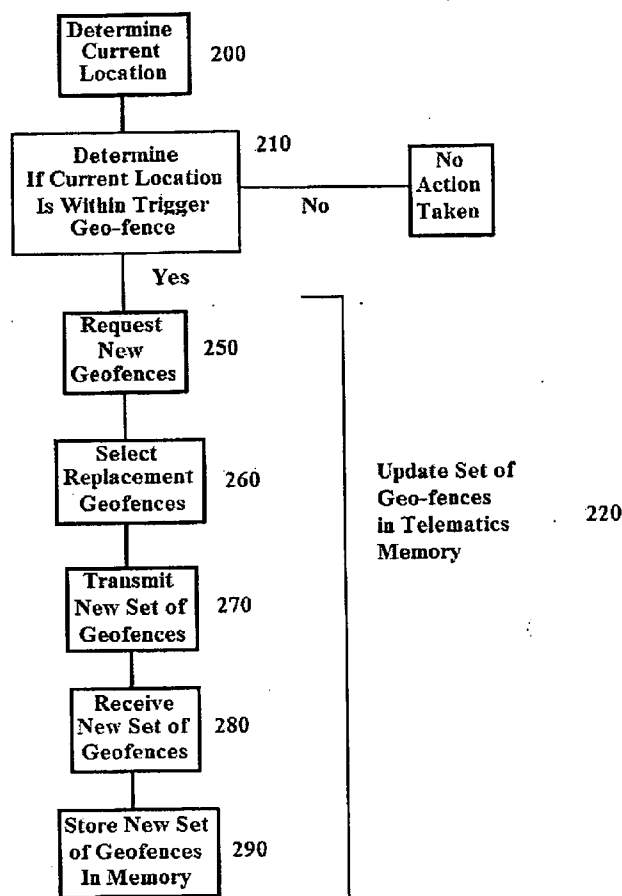 Determine
Current
Location
200
210
Determine
If Current Location
Is Within Trigger
Geo-fence
No
No
Action
Taken
Yes
Request
New
Geofences
250
Select
Replacement
Geofences
260
Update Set of
Geo-fences
in Telematics
Memory
220
Transmit
New Set of
Geofences
270
Receive
New Set of
Geofences
280
Store New Set
of Geofences
In Memory
290